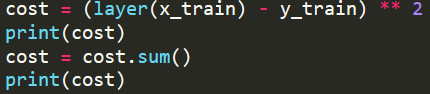 cost = (layer(x_train) - y_train) ** 2
print(cost)
cost = cost.sum()
print(cost)